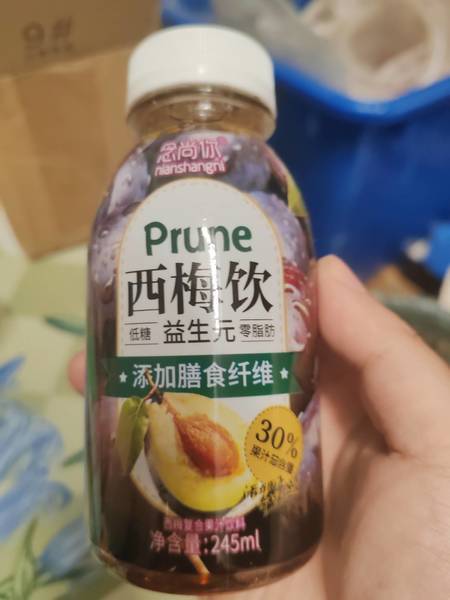 念尚你
nianshangni
Prune
西梅饮
低糖 益生元 零脂肪
★ 添加膳食纤维 ★
30%
果汁总含量
西梅复合果汁饮料
净含量:245ml